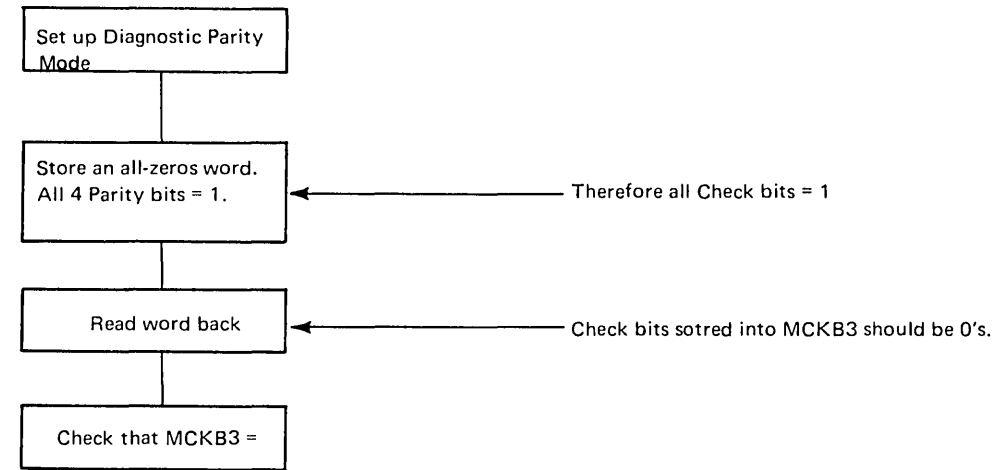 Set up Diagnostic Parity
Mode
Store an all-zeros word.
All 4 Parity bits = 1.
Therefore all Check bits = 1
Read word back
Check bits sotred into MCKB3 should be 0's.
Check that MCKB3 =